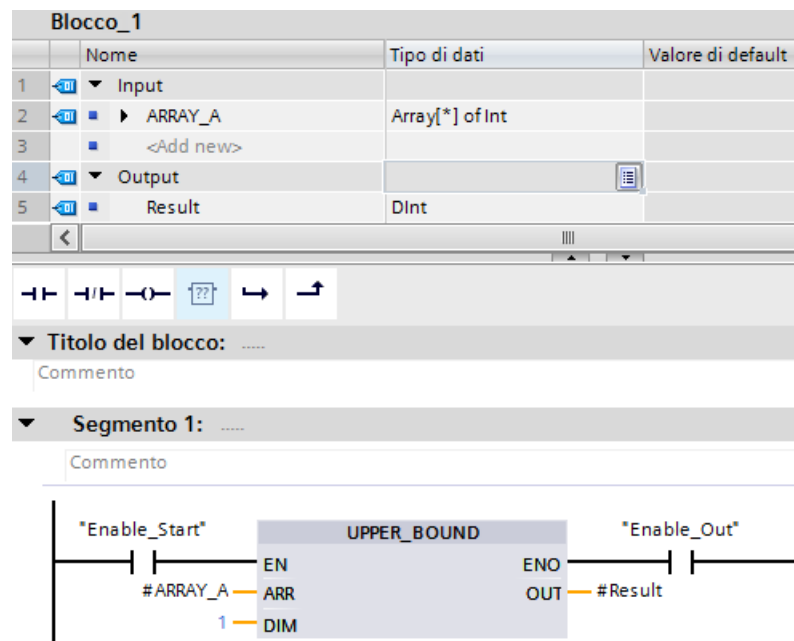 Blocco_1
Nome Tipo di dati Valore di default
1 Input
2 ARRAY_A Array[*] of Int
3 <Add new>
4 Output
5 Result DInt
??
Titolo del blocco: .....
Commento
Segmento 1: .....
Commento
"Enable_Start" UPPER_BOUND "Enable_Out"
EN ENO
#ARRAY_A ARR OUT #Result
1 DIM